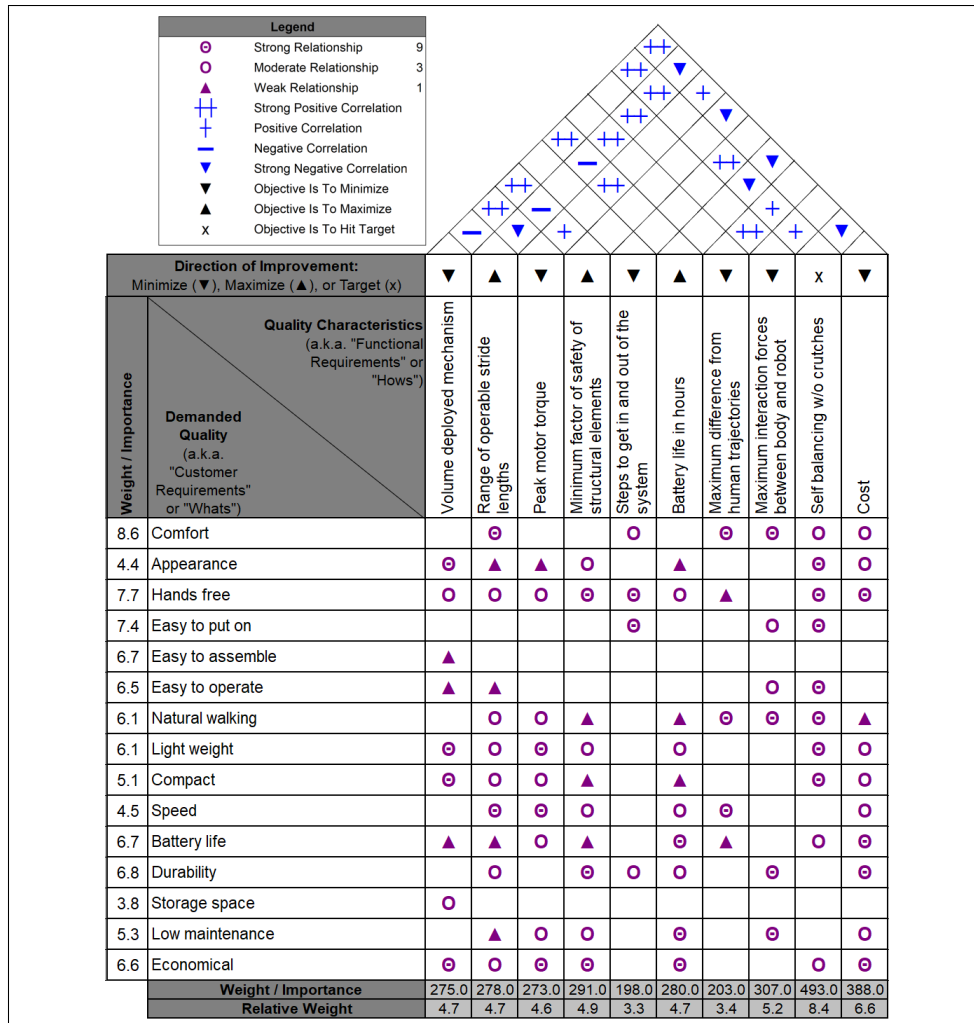 Legend
Θ Strong Relationship 9
Ο Moderate Relationship 3
▲ Weak Relationship 1
┼┼ Strong Positive Correlation
┼ Positive Correlation
▬ Negative Correlation
▼ Strong Negative Correlation
▼ Objective Is To Minimize
▲ Objective Is To Maximize
x Objective Is To Hit Target
Direction of Improvement:
Minimize (▼), Maximize (▲), or Target (x)
▼ ▲ ▼ ▲ ▼ ▲ ▼ ▼ x ▼
Weight / Importance
Quality Characteristics
(a.k.a. "Functional
Requirements" or
"Hows")
Demanded
Quality
(a.k.a.
"Customer
Requirements"
or "Whats")
Volume deployed mechanism
Range of operable stride
lengths
Peak motor torque
Minimum factor of safety of
structural elements
Steps to get in and out of the
system
Battery life in hours
Maximum difference from
human trajectories
Maximum interaction forces
between body and robot
Self balancing w/o crutches
Cost
8.6 Comfort Θ Ο Θ Θ Ο Ο
4.4 Appearance Θ ▲ ▲ Ο ▲ Θ Ο
7.7 Hands free Ο Ο Ο Θ Θ Ο ▲ Θ Θ
7.4 Easy to put on Θ Ο Θ
6.7 Easy to assemble ▲
6.5 Easy to operate ▲ ▲ Ο Θ
6.1 Natural walking Ο Ο ▲ ▲ Θ Θ Θ ▲
6.1 Light weight Θ Ο Θ Ο Ο Θ Ο
5.1 Compact Θ Ο Ο ▲ ▲ Θ Ο
4.5 Speed Θ Θ Ο Ο Θ Ο
6.7 Battery life ▲ ▲ Ο ▲ Θ ▲ Ο Θ
6.8 Durability Ο Θ Ο Ο Θ Θ
3.8 Storage space Ο
5.3 Low maintenance ▲ Ο Ο Θ Θ Ο
6.6 Economical Θ Ο Θ Θ Θ Ο Θ
Weight / Importance 275.0 278.0 273.0 291.0 198.0 280.0 203.0 307.0 493.0 388.0
Relative Weight 4.7 4.7 4.6 4.9 3.3 4.7 3.4 5.2 8.4 6.6